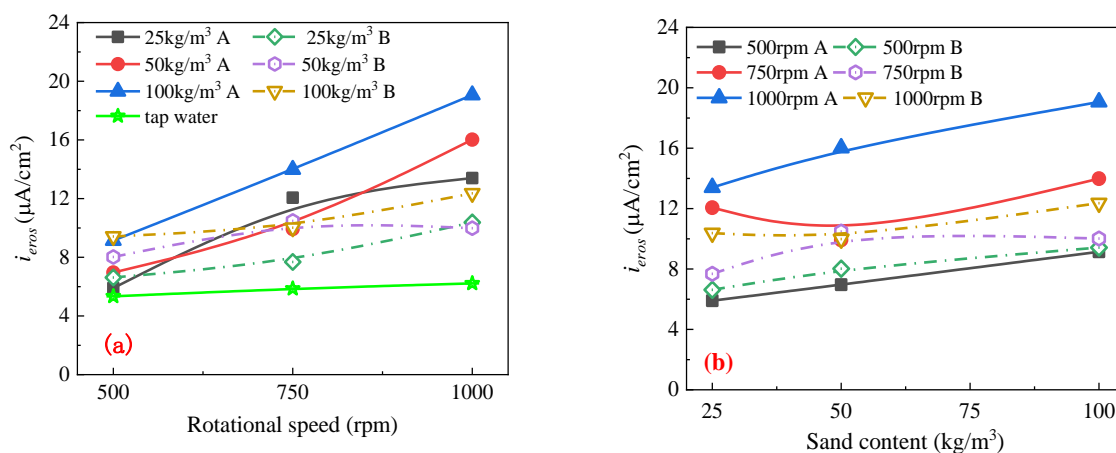 24
20
16
12
8
4
0
i_eros (μA/cm²)
25kg/m³ A
25kg/m³ B
50kg/m³ A
50kg/m³ B
100kg/m³ A
100kg/m³ B
tap water
(a)
500
750
1000
Rotational speed (rpm)
24
20
16
12
8
4
0
i_eros (μA/cm²)
500rpm A
500rpm B
750rpm A
750rpm B
1000rpm A
1000rpm B
(b)
25
50
75
100
Sand content (kg/m³)